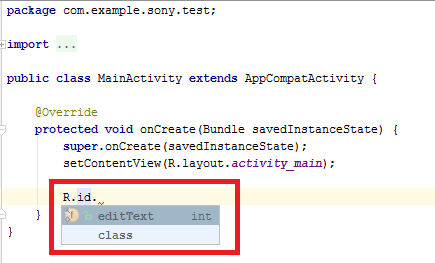 package com.example.sony.test;
import ...
public class MainActivity extends AppCompatActivity {
@Override
protected void onCreate(Bundle savedInstanceState) {
super.onCreate(savedInstanceState);
setContentView(R.layout.activity_main);
R.id.
editText int
class
}
}